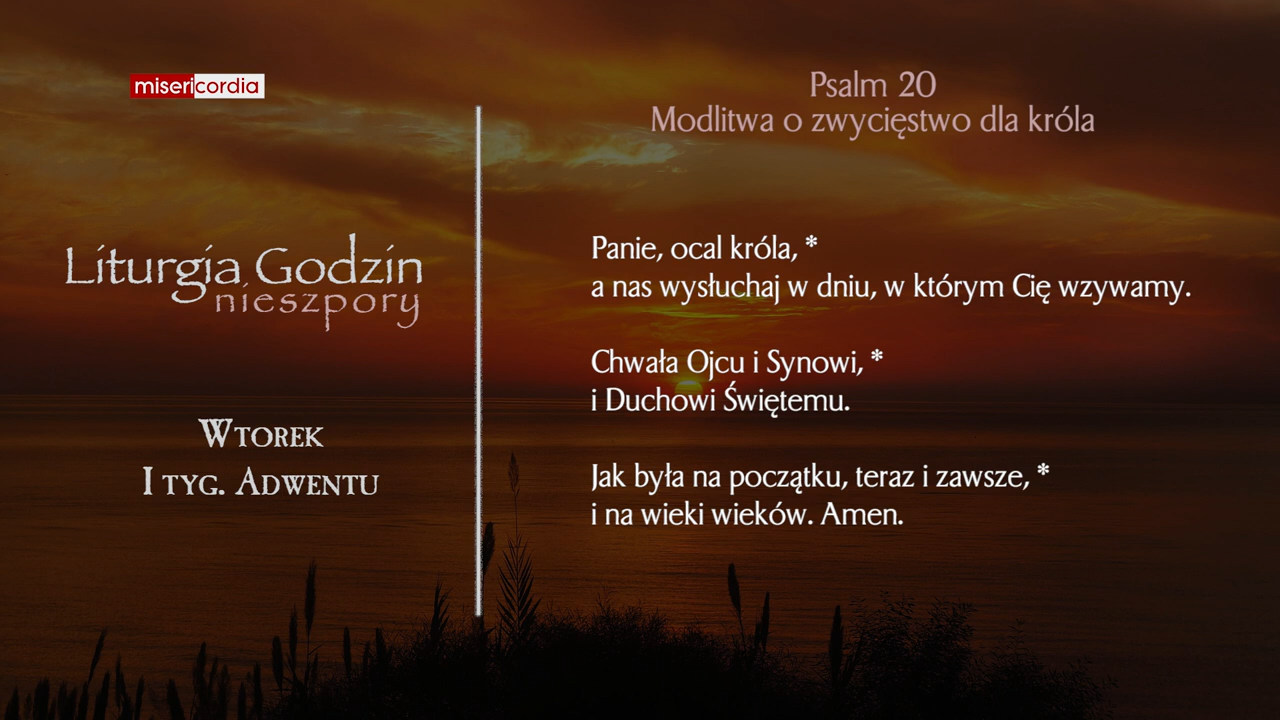 misericordia
Liturgia Godzin
nieszpory
Wtorek
I tyg. Adwentu
Psalm 20
Modlitwa o zwycięstwo dla króla
Panie, ocal króla, *
a nas wysłuchaj w dniu, w którym Cię wzywamy.
Chwała Ojcu i Synowi, *
i Duchowi Świętemu.
Jak była na początku, teraz i zawsze, *
i na wieki wieków. Amen.